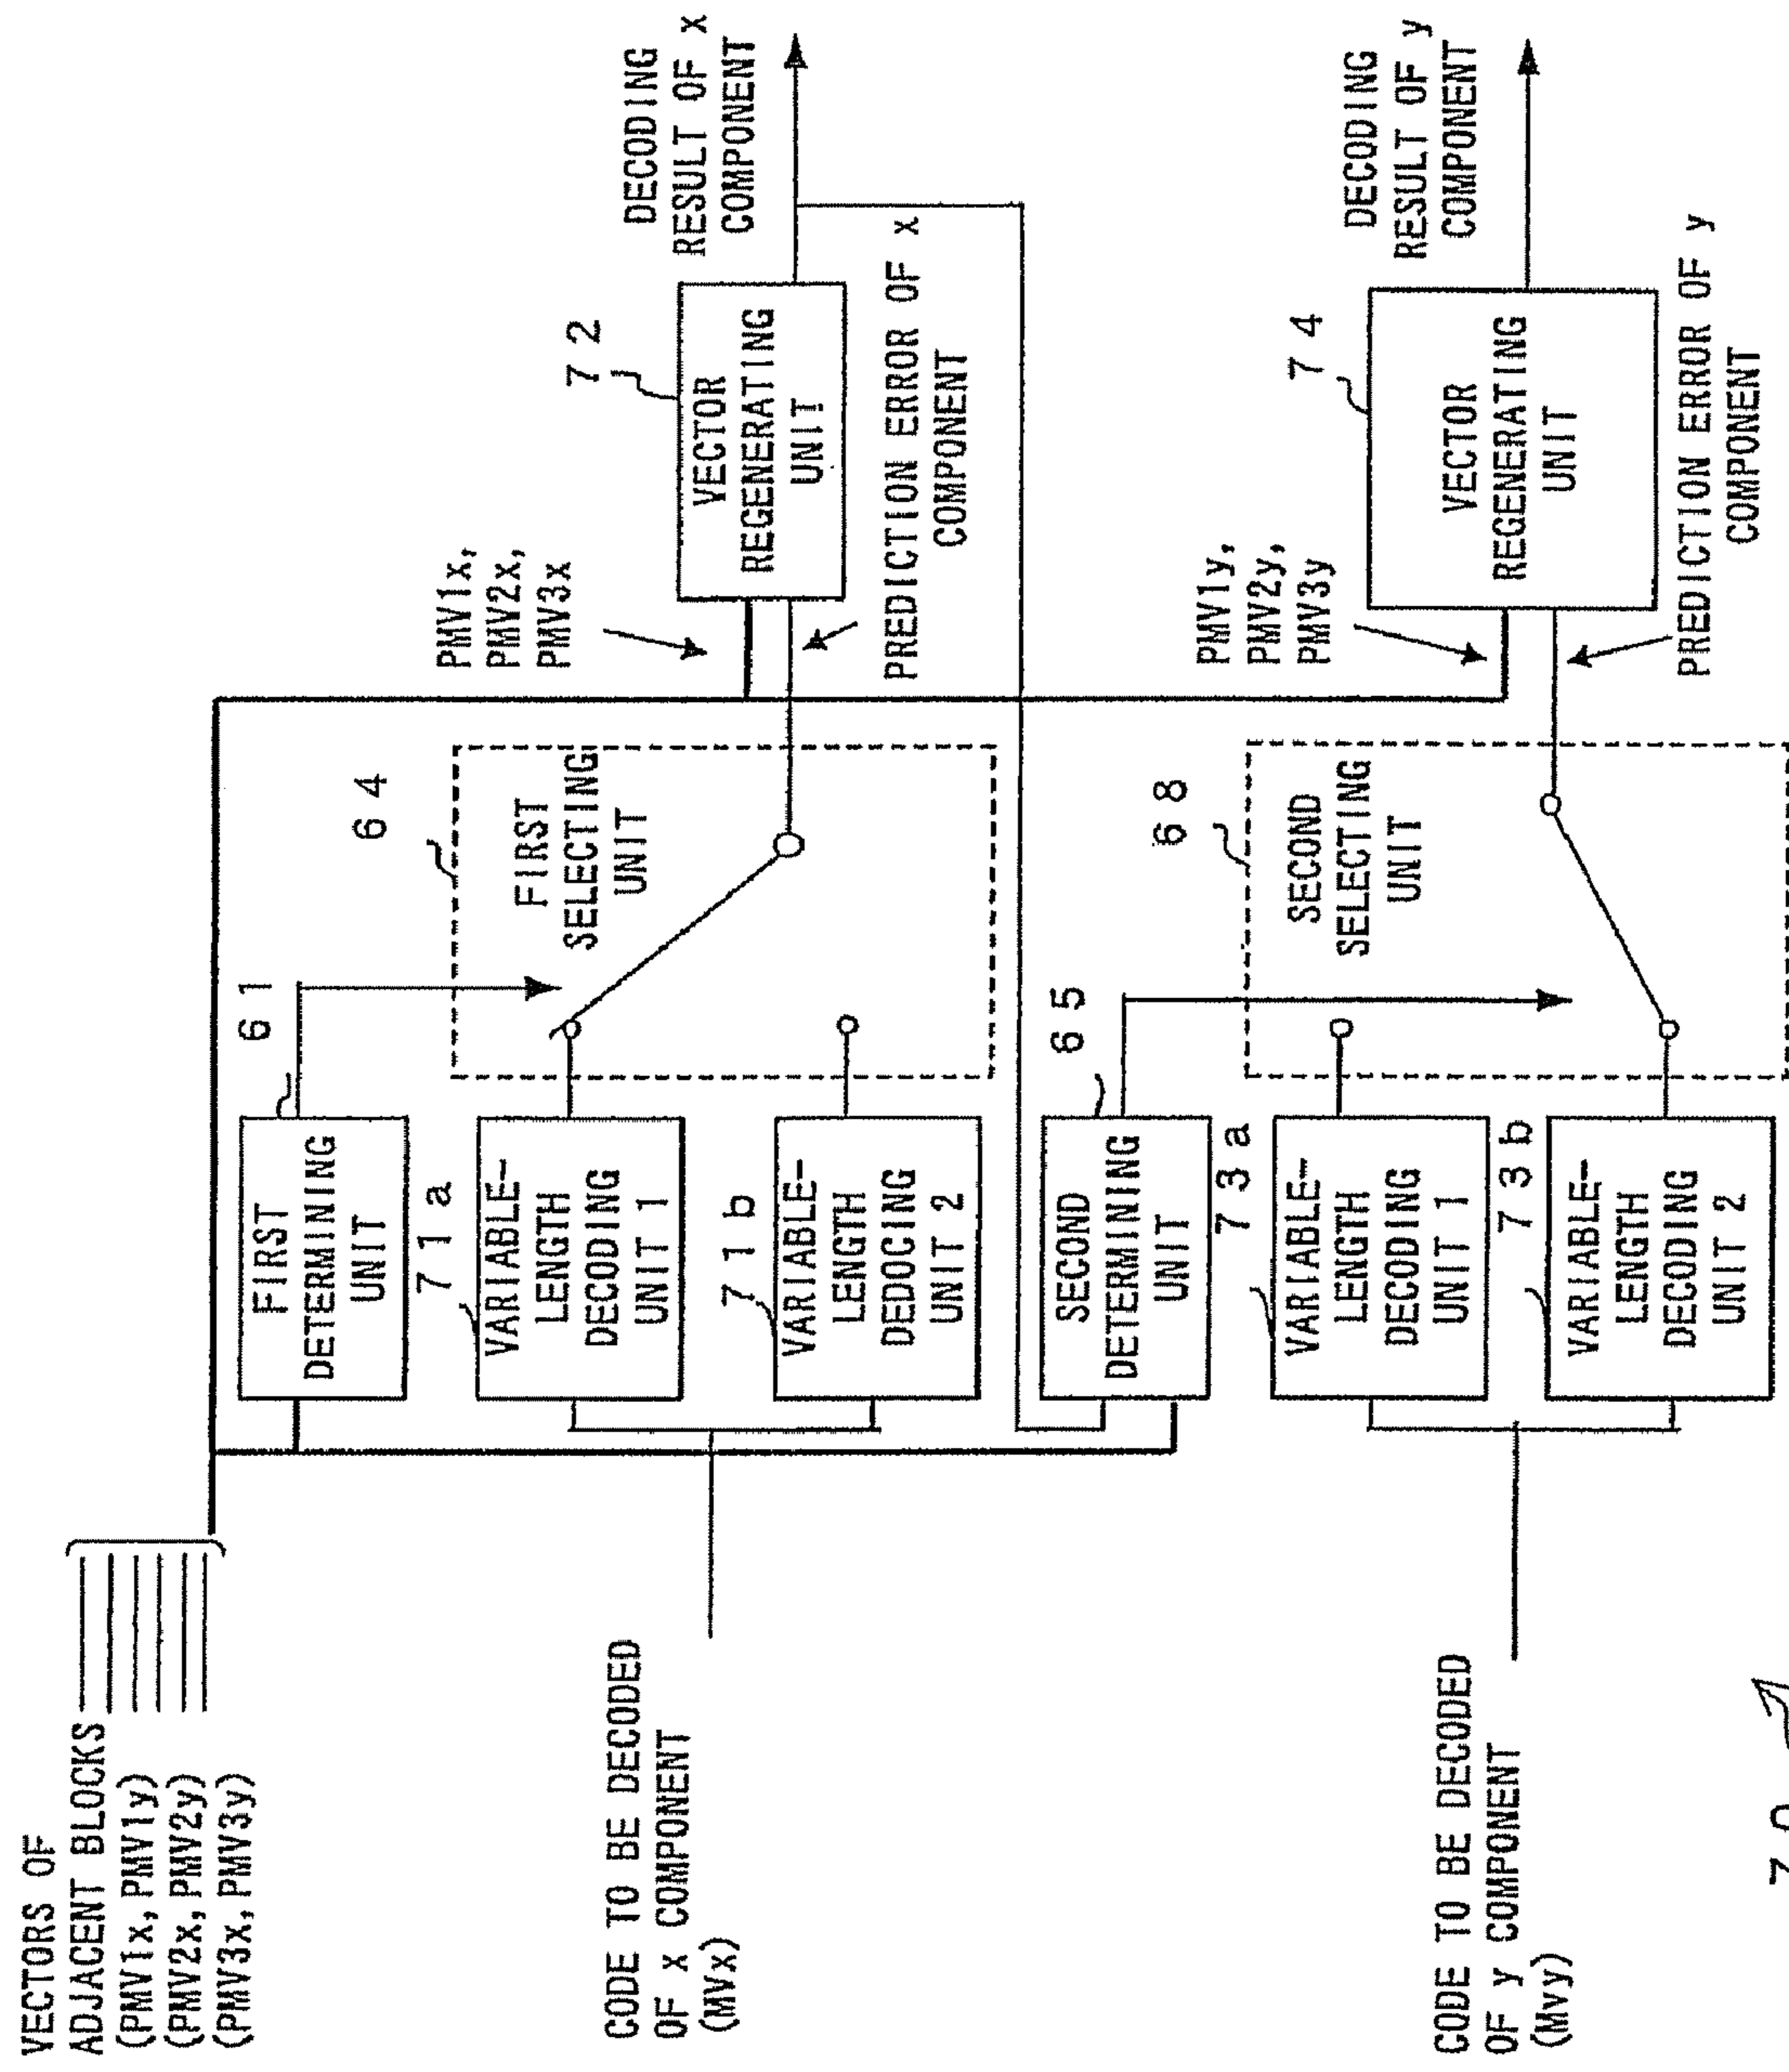 VECTORS OF
ADJACENT BLOCKS
(PMV1x, PMV1y)
(PMV2x, PMV2y)
(PMV3x, PMV3y)
61
FIRST
DETERMINING
UNIT
64
FIRST
SELECTING
UNIT
PMV1x,
PMV2x,
PMV3x
72
VECTOR
REGENERATING
UNIT
DECODING
RESULT OF x
COMPONENT
PREDICTION ERROR OF x
COMPONENT
CODE TO BE DECODED
OF x COMPONENT
(MVx)
71a
VARIABLE-
LENGTH
DECODING
UNIT 1
71b
VARIABLE-
LENGTH
DEDOCING
UNIT 2
65
SECOND
DETERMINING
UNIT
68
SECOND
SELECTING
UNIT
PMV1y,
PMV2y,
PMV3y
74
VECTOR
REGENERATING
UNIT
DECODING
RESULT OF y
COMPONENT
PREDICTION ERROR OF y
COMPONENT
CODE TO BE DECODED
OF y COMPONENT
(Mvy)
73a
VARIABLE-
LENGTH
DECODING
UNIT 1
73b
VARIABLE-
LENGTH
DECODING
UNIT 2
70